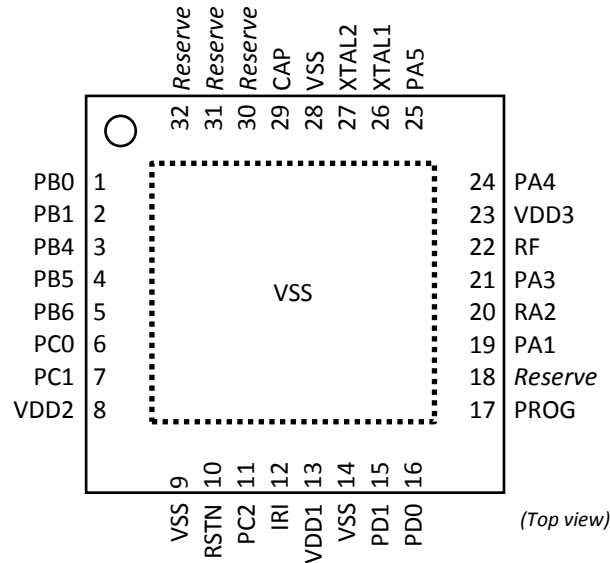 Reserve Reserve Reserve CAP VSS XTAL2 XTAL1 PA5
32 31 30 29 28 27 26 25
PB0 1 24 PA4
PB1 2 23 VDD3
PB4 3 22 RF
PB5 4 21 PA3
VSS
PB6 5 20 RA2
PC0 6 19 PA1
PC1 7 18 Reserve
VDD2 8 17 PROG
9 10 11 12 13 14 15 16
VSS RSTN PC2 IRI VDD1 VSS PD1 PD0
(Top view)